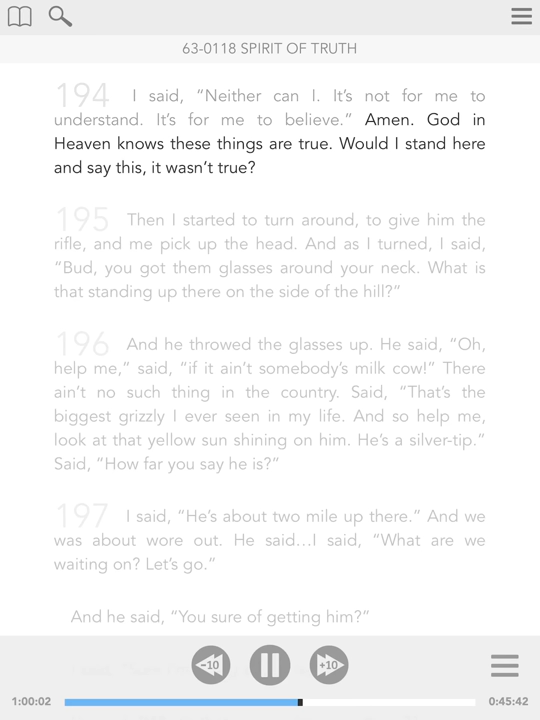 63-0118 SPIRIT OF TRUTH
194 I said, “Neither can I. It’s not for me to
understand. It’s for me to believe.” Amen. God in
Heaven knows these things are true. Would I stand here
and say this, it wasn’t true?
195 Then I started to turn around, to give him the
rifle, and me pick up the head. And as I turned, I said,
“Bud, you got them glasses around your neck. What is
that standing up there on the side of the hill?”
196 And he throwed the glasses up. He said, “Oh,
help me,” said, “if it ain’t somebody’s milk cow!” There
ain’t no such thing in the country. Said, “That’s the
biggest grizzly I ever seen in my life. And so help me,
look at that yellow sun shining on him. He’s a silver-tip.”
Said, “How far you say he is?”
197 I said, “He’s about two mile up there.” And we
was about wore out. He said…I said, “What are we
waiting on? Let’s go.”
And he said, “You sure of getting him?”
-10
+10
1:00:02
0:45:42